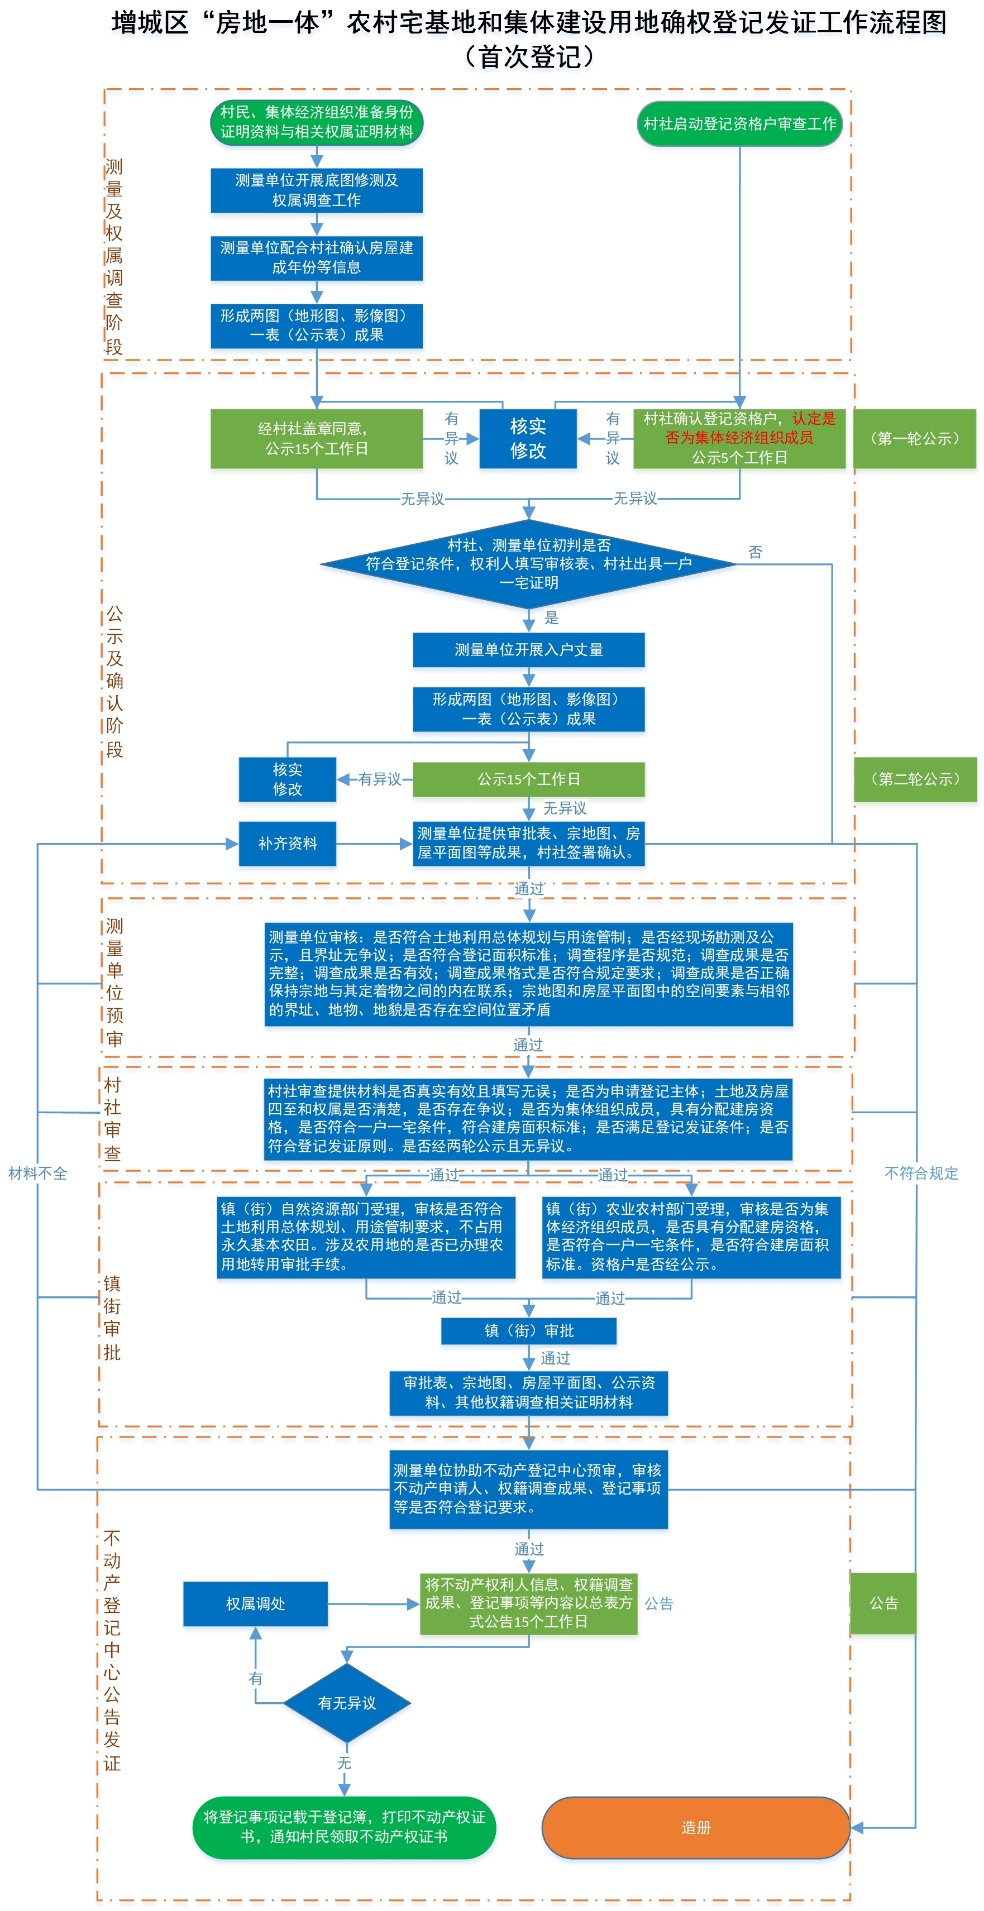 增城区“房地一体”农村宅基地和集体建设用地确权登记发证工作流程图
（首次登记）
测量及权属调查阶段
村民、集体经济组织准备身份
证明资料与相关权属证明材料
村社启动登记资格户审查工作
测量单位开展底图修测及
权属调查工作
测量单位配合村社确认房屋建
成年份等信息
形成两图（地形图、影像图）
一表（公示表）成果
公示及确认阶段
经村社盖章同意，
公示15个工作日
有异议
核实
修改
有异议
村社确认登记资格户，认定是
否为集体经济组织成员
公示5个工作日
（第一轮公示）
无异议
无异议
村社、测量单位初判是否
符合登记条件，权利人填写审核表、村社出具一户
一宅证明
否
是
测量单位开展入户丈量
形成两图（地形图、影像图）
一表（公示表）成果
核实
修改
有异议
公示15个工作日
（第二轮公示）
无异议
补齐资料
测量单位提供审批表、宗地图、房
屋平面图等成果，村社签署确认。
通过
测量单位预审
测量单位审核：是否符合土地利用总体规划与用途管制；是否经现场勘测及公
示，且界址无争议；是否符合登记面积标准；调查程序是否规范；调查成果是否
完整；调查成果是否有效；调查成果格式是否符合规定要求；调查成果是否正确
保持宗地与其定着物之间的内在联系；宗地图和房屋平面图中的空间要素与相邻
的界址、地物、地貌是否存在空间位置矛盾
通过
村社审查
村社审查提供材料是否真实有效且填写无误；是否为申请登记主体；土地及房屋
四至和权属是否清楚，是否存在争议；是否为集体组织成员，具有分配建房资
格，是否符合一户一宅条件，符合建房面积标准；是否满足登记发证条件；是否
符合登记发证原则。是否经两轮公示且无异议。
材料不全
不符合规定
通过
通过
镇街审批
镇（街）自然资源部门受理，审核是否符合
土地利用总体规划、用途管制要求，不占用
永久基本农田。涉及农用地的是否已办理农
用地转用审批手续。
镇（街）农业农村部门受理，审核是否为集
体经济组织成员，是否具有分配建房资格，
是否符合一户一宅条件，是否符合建房面积
标准。资格户是否经公示。
通过
通过
镇（街）审批
通过
审批表、宗地图、房屋平面图、公示资
料、其他权籍调查相关证明材料
不动产登记中心公告发证
测量单位协助不动产登记中心预审，审核
不动产申请人、权籍调查成果、登记事项
等是否符合登记要求。
通过
权属调处
将不动产权利人信息、权籍调查
成果、登记事项等内容以总表方
式公告15个工作日
公告
公告
有
有无异议
无
将登记事项记载于登记簿，打印不动产权证
书，通知村民领取不动产权证书
造册